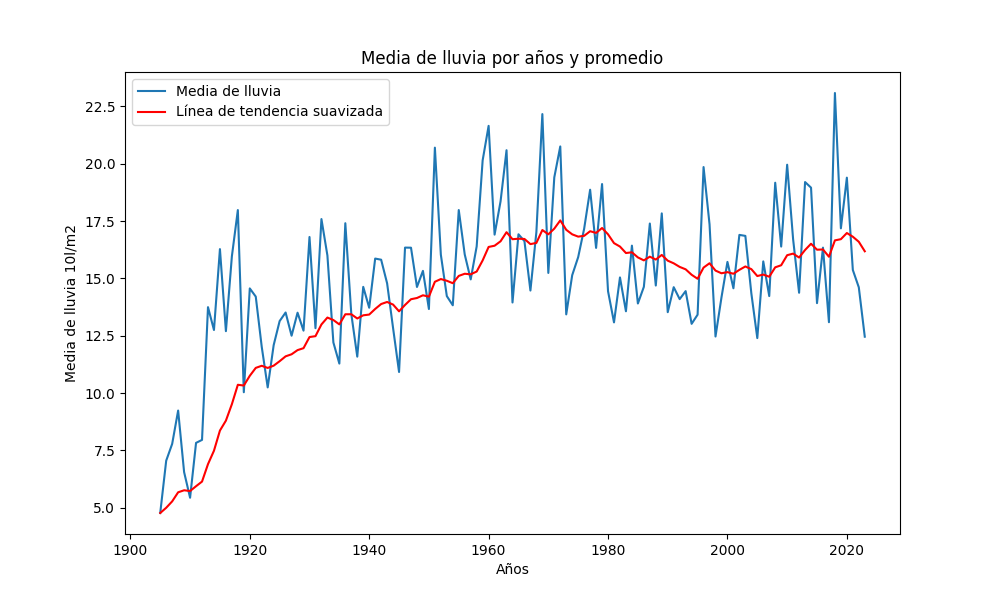 Media de lluvia por años y promedio
Media de lluvia
Línea de tendencia suavizada
Media de lluvia 10l/m2
22.5
20.0
17.5
15.0
12.5
10.0
7.5
5.0
1900 1920 1940 1960 1980 2000 2020
Años